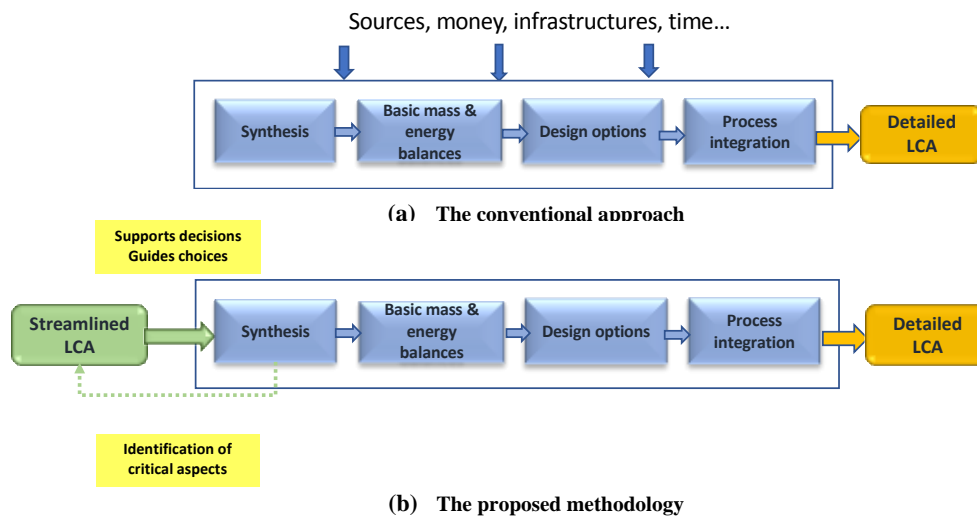 Sources, money, infrastructures, time...
Synthesis
Basic mass &
energy
balances
Design options
Process
integration
Detailed
LCA
(a) The conventional approach
Supports decisions
Guides choices
Streamlined
LCA
Synthesis
Basic mass &
energy
balances
Design options
Process
integration
Detailed
LCA
Identification of
critical aspects
(b) The proposed methodology